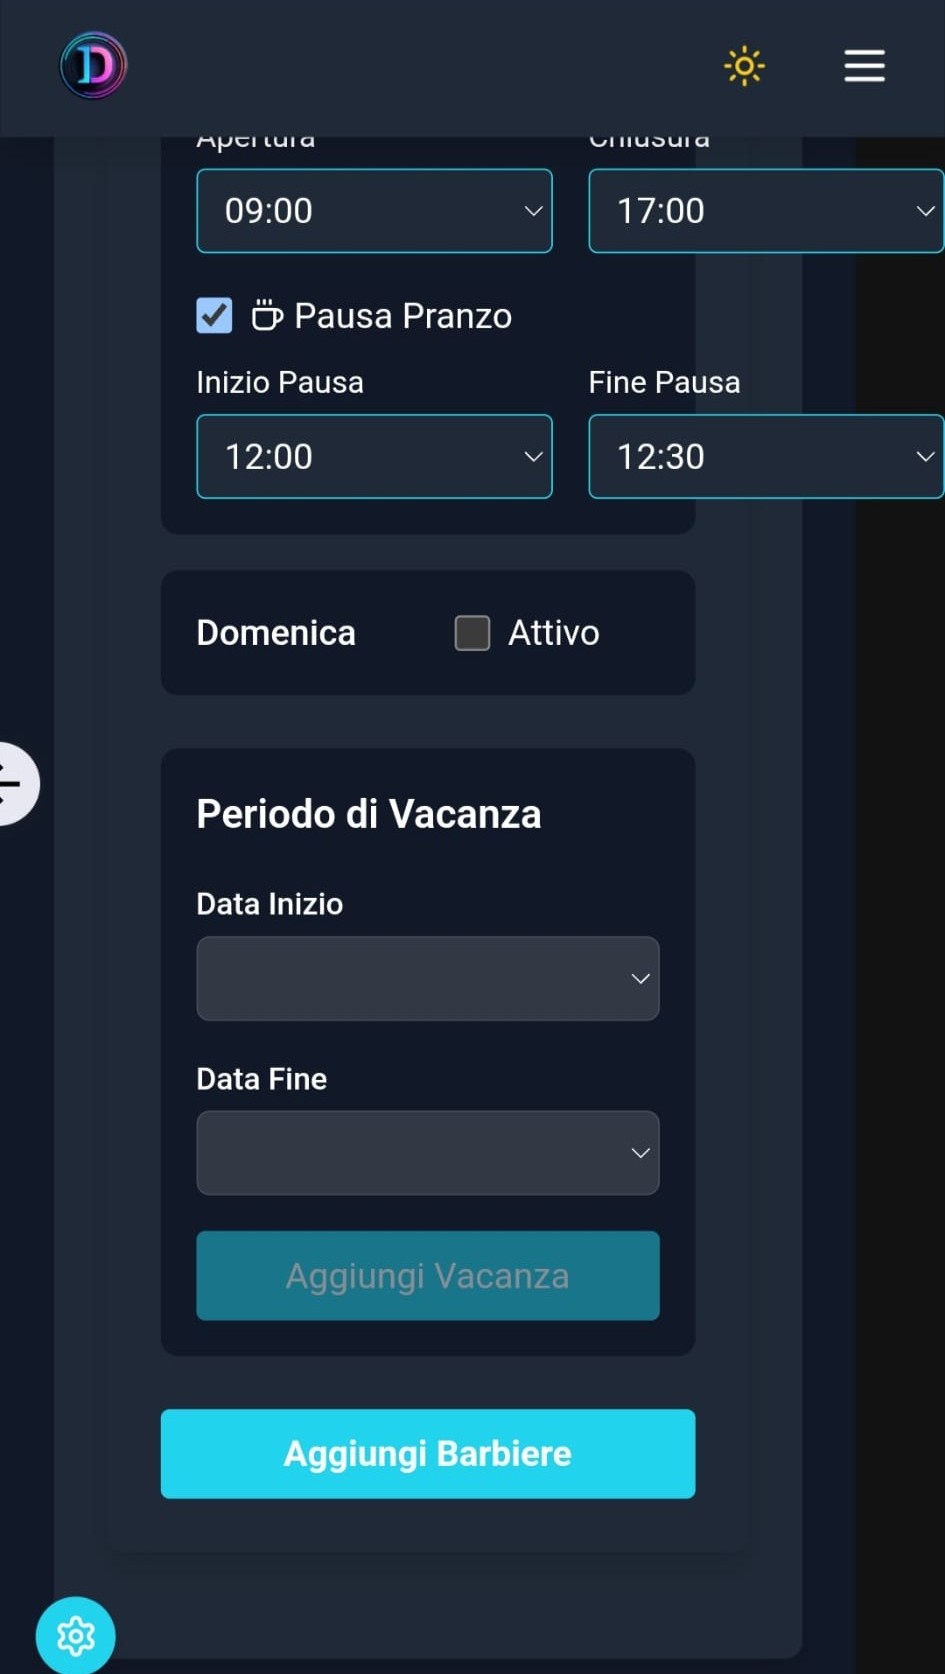 Apertura
Chiusura
09:00
17:00
Pausa Pranzo
Inizio Pausa
Fine Pausa
12:00
12:30
Domenica
Attivo
Periodo di Vacanza
Data Inizio
Data Fine
Aggiungi Vacanza
Aggiungi Barbiere